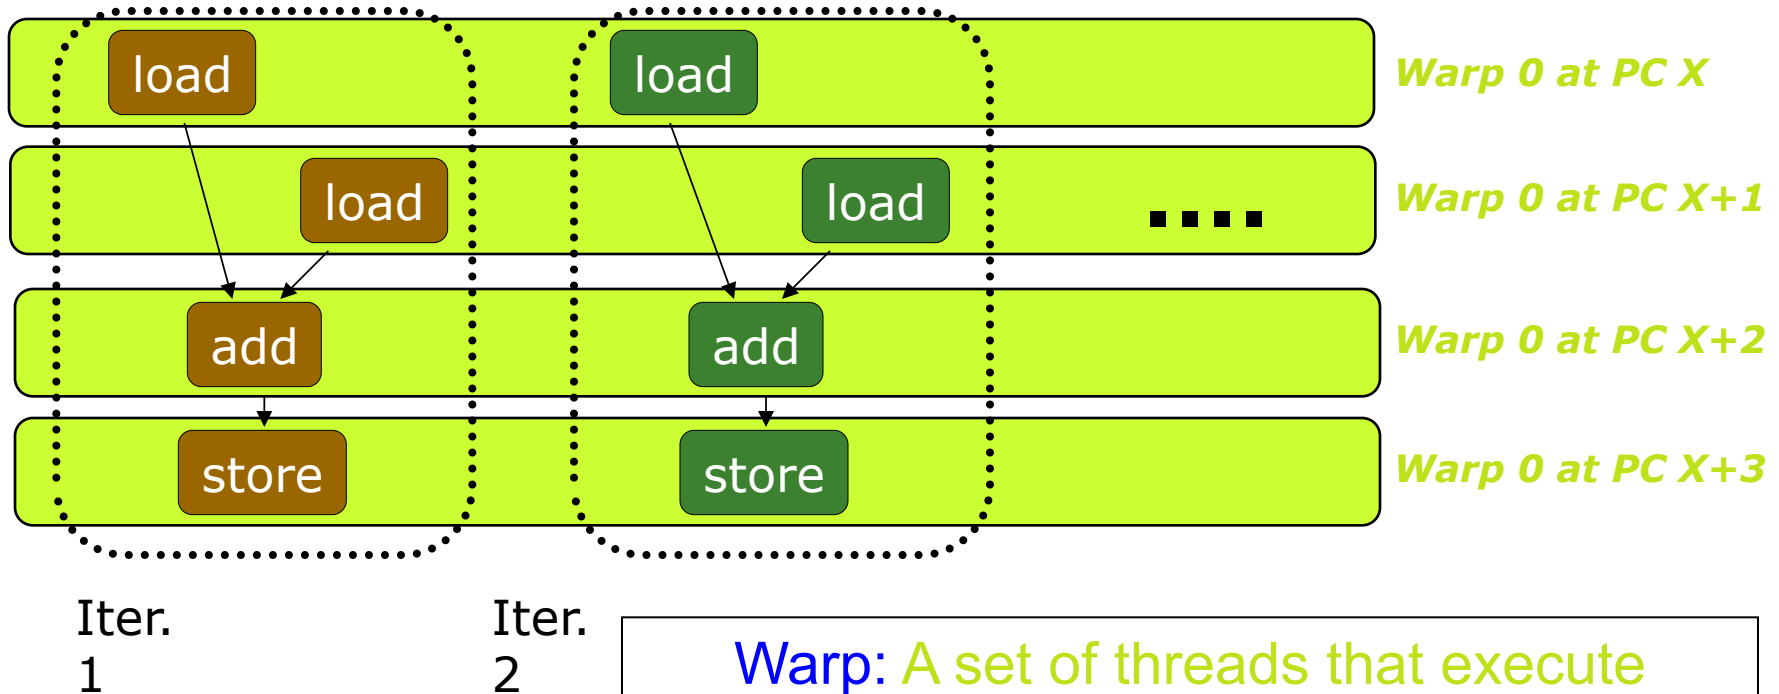 load load Warp 0 at PC X
load load Warp 0 at PC X+1
add add Warp 0 at PC X+2
store store Warp 0 at PC X+3
Iter. 1
Iter. 2
Warp: A set of threads that execute